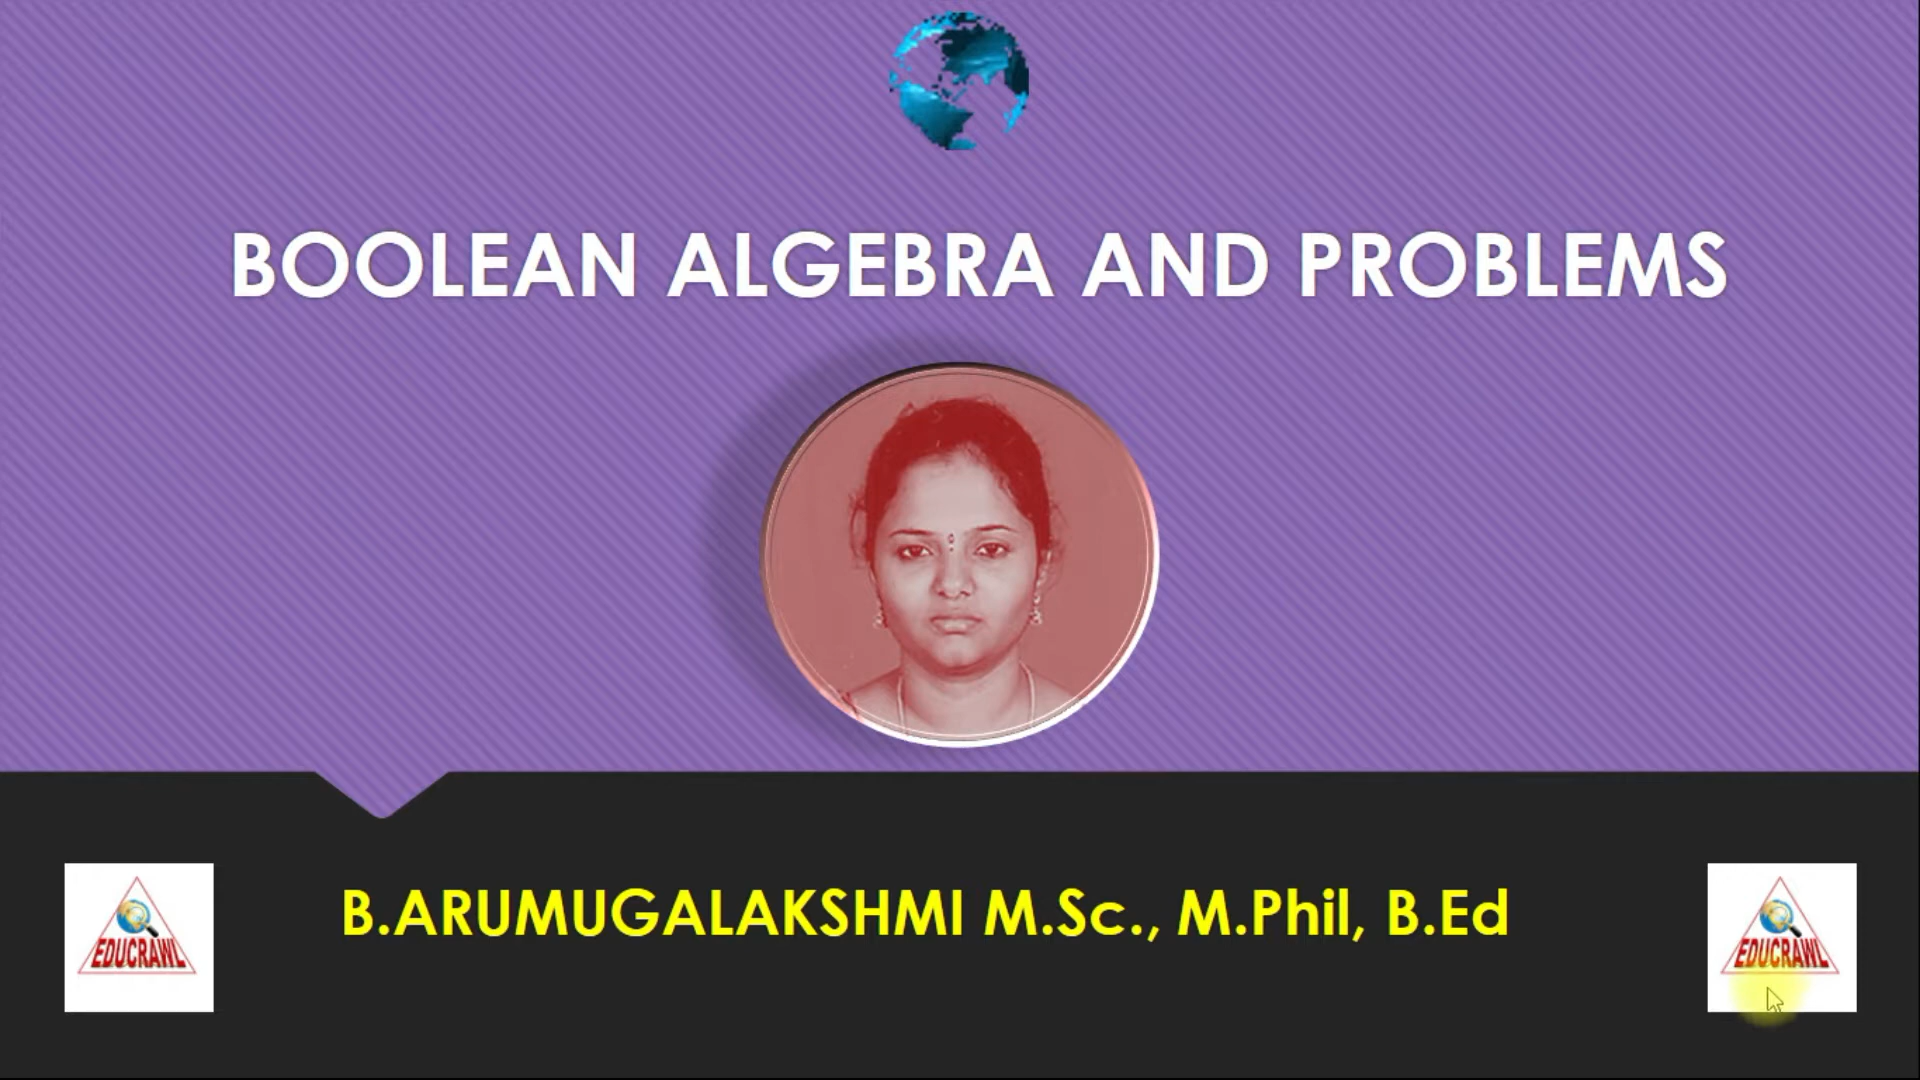 BOOLEAN ALGEBRA AND PROBLEMS
B.ARUMUGALAKSHMI M.Sc., M.Phil, B.Ed
EDUCRAWL
EDUCRAWL